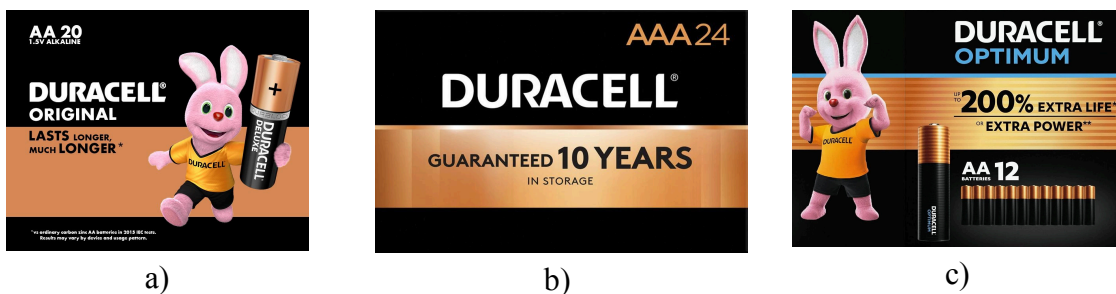 AA 20
1.5V ALKALINE
DURACELL®
ORIGINAL
LASTS LONGER,
MUCH LONGER*
DURACELL
+
DURACELL
DELUXE
*vs ordinary carbon zinc AA batteries in 2015 IEC tests.
Results may vary by device and usage pattern.
a)
AAA24
DURACELL®
GUARANTEED 10 YEARS
IN STORAGE
b)
DURACELL®
OPTIMUM
UP TO 200% EXTRA LIFE*
OR EXTRA POWER**
DURACELL
AA 12
BATTERIES
DURACELL
OPTIMUM
c)